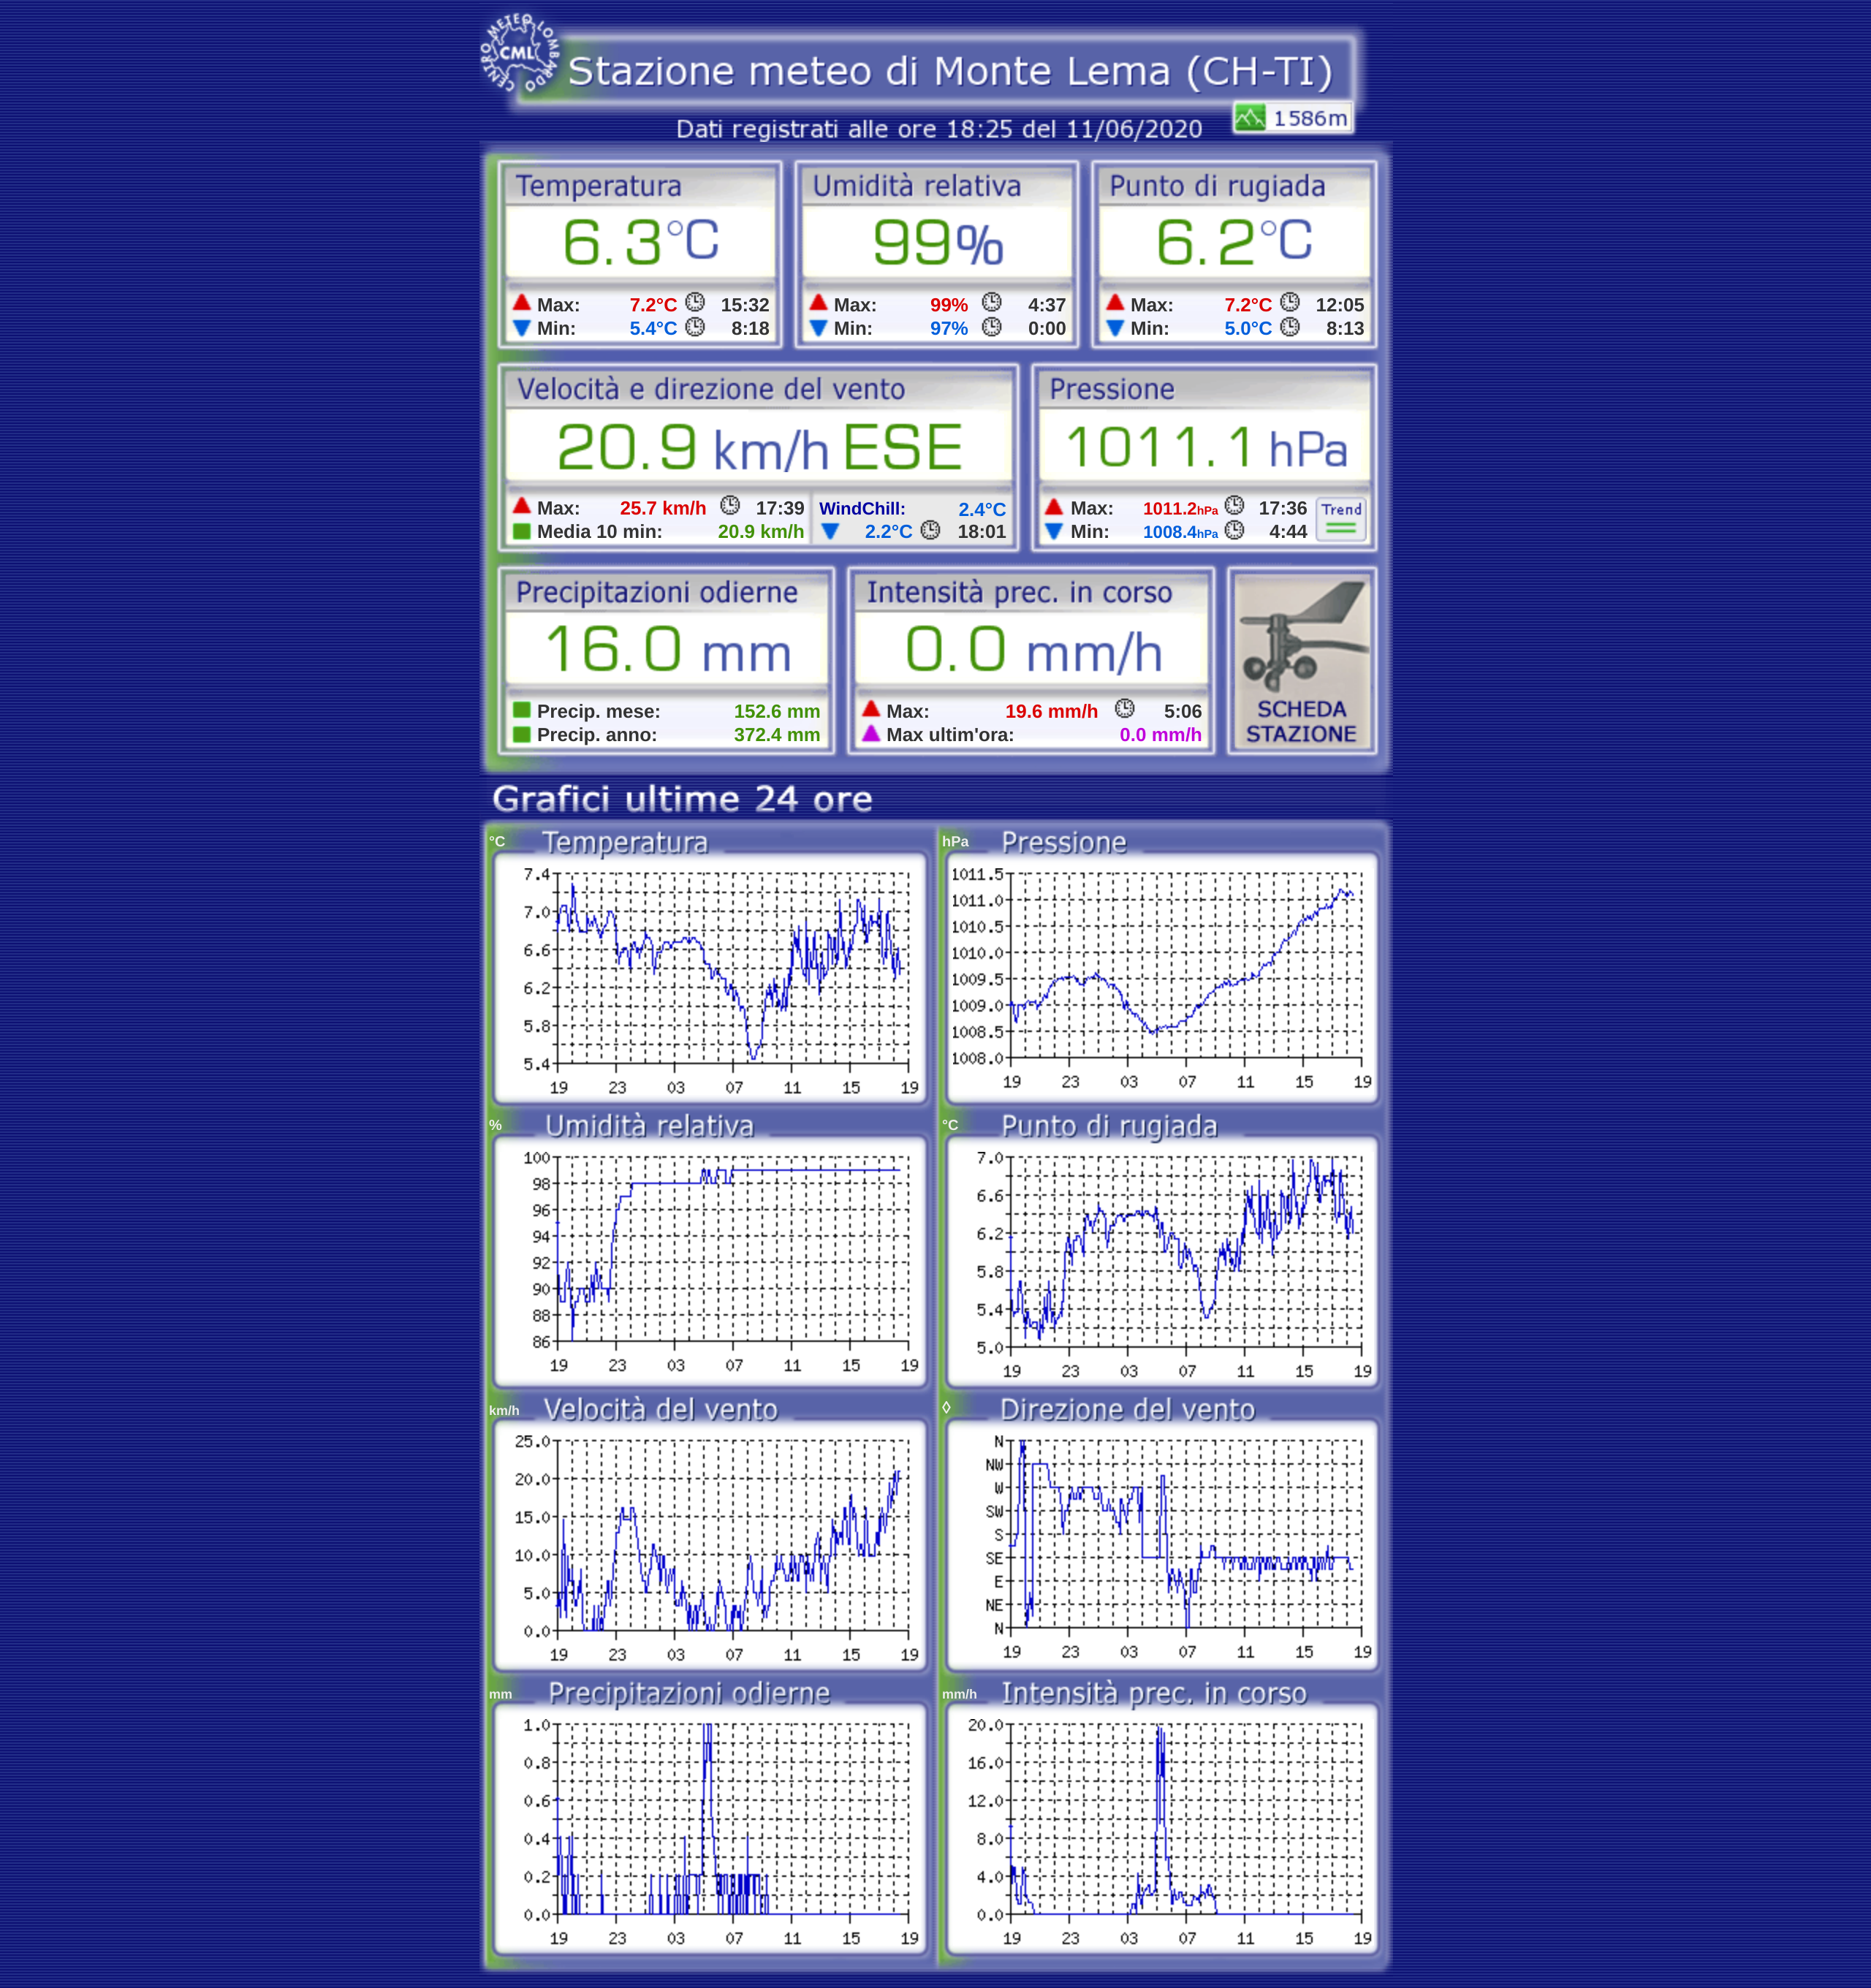 CENTRO METEO LOMBARDO
CML
Stazione meteo di Monte Lema (CH-TI)
1586m
Dati registrati alle ore 18:25 del 11/06/2020
Temperatura Umidità relativa Punto di rugiada
6.3°C 99% 6.2°C
Max: 7.2°C 15:32 Max: 99% 4:37 Max: 7.2°C 12:05
Min: 5.4°C 8:18 Min: 97% 0:00 Min: 5.0°C 8:13
Velocità e direzione del vento Pressione
20.9 km/h ESE 1011.1 hPa
Max: 25.7 km/h 17:39 WindChill: 2.4°C Max: 1011.2hPa 17:36 Trend
Media 10 min: 20.9 km/h 2.2°C 18:01 Min: 1008.4hPa 4:44
Precipitazioni odierne Intensità prec. in corso
16.0 mm 0.0 mm/h
Precip. mese: 152.6 mm Max: 19.6 mm/h 5:06 SCHEDA
Precip. anno: 372.4 mm Max ultim'ora: 0.0 mm/h STAZIONE
Grafici ultime 24 ore
°C Temperatura
7.4
7.0
6.6
6.2
5.8
5.4
19 23 03 07 11 15 19
hPa Pressione
1011.5
1011.0
1010.5
1010.0
1009.5
1009.0
1008.5
1008.0
19 23 03 07 11 15 19
% Umidità relativa
100
98
96
94
92
90
88
86
19 23 03 07 11 15 19
°C Punto di rugiada
7.0
6.6
6.2
5.8
5.4
5.0
19 23 03 07 11 15 19
km/h Velocità del vento
25.0
20.0
15.0
10.0
5.0
0.0
19 23 03 07 11 15 19
◊ Direzione del vento
N
NW
W
SW
S
SE
E
NE
N
19 23 03 07 11 15 19
mm Precipitazioni odierne
1.0
0.8
0.6
0.4
0.2
0.0
19 23 03 07 11 15 19
mm/h Intensità prec. in corso
20.0
16.0
12.0
8.0
4.0
0.0
19 23 03 07 11 15 19